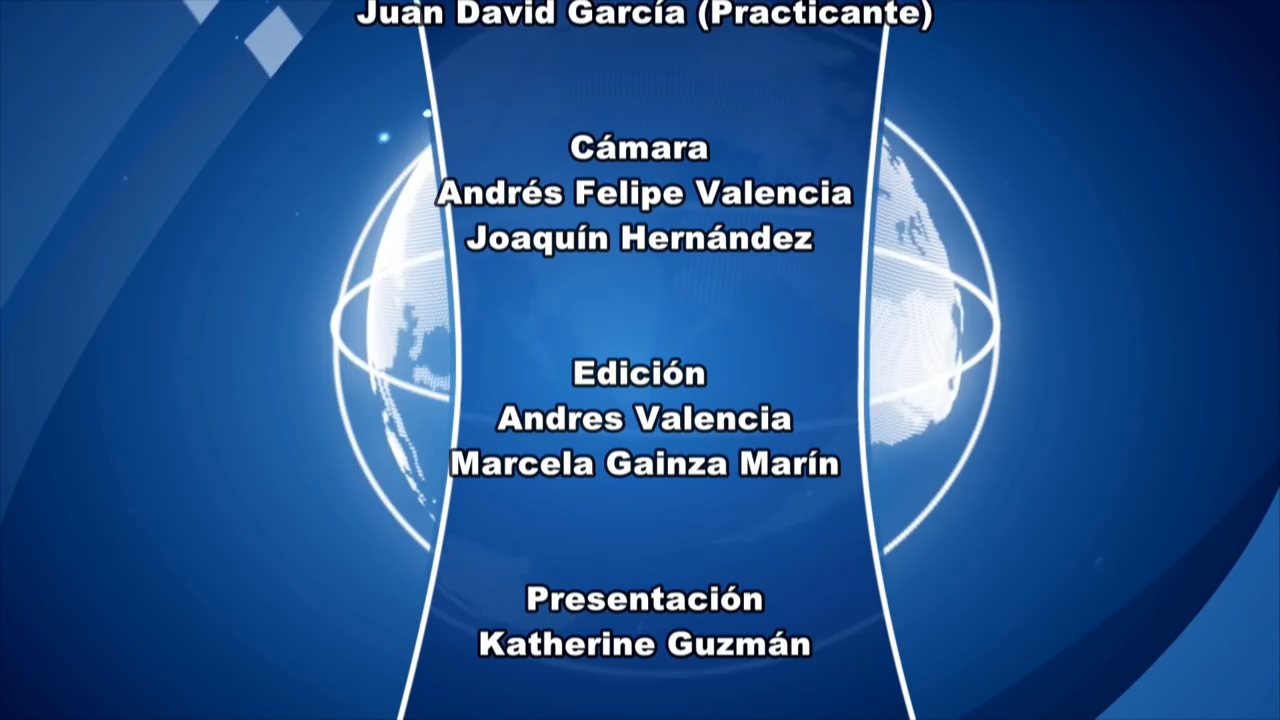 Juan David García (Practicante)
Cámara
Andrés Felipe Valencia
Joaquín Hernández
Edición
Andres Valencia
Marcela Gainza Marín
Presentación
Katherine Guzmán